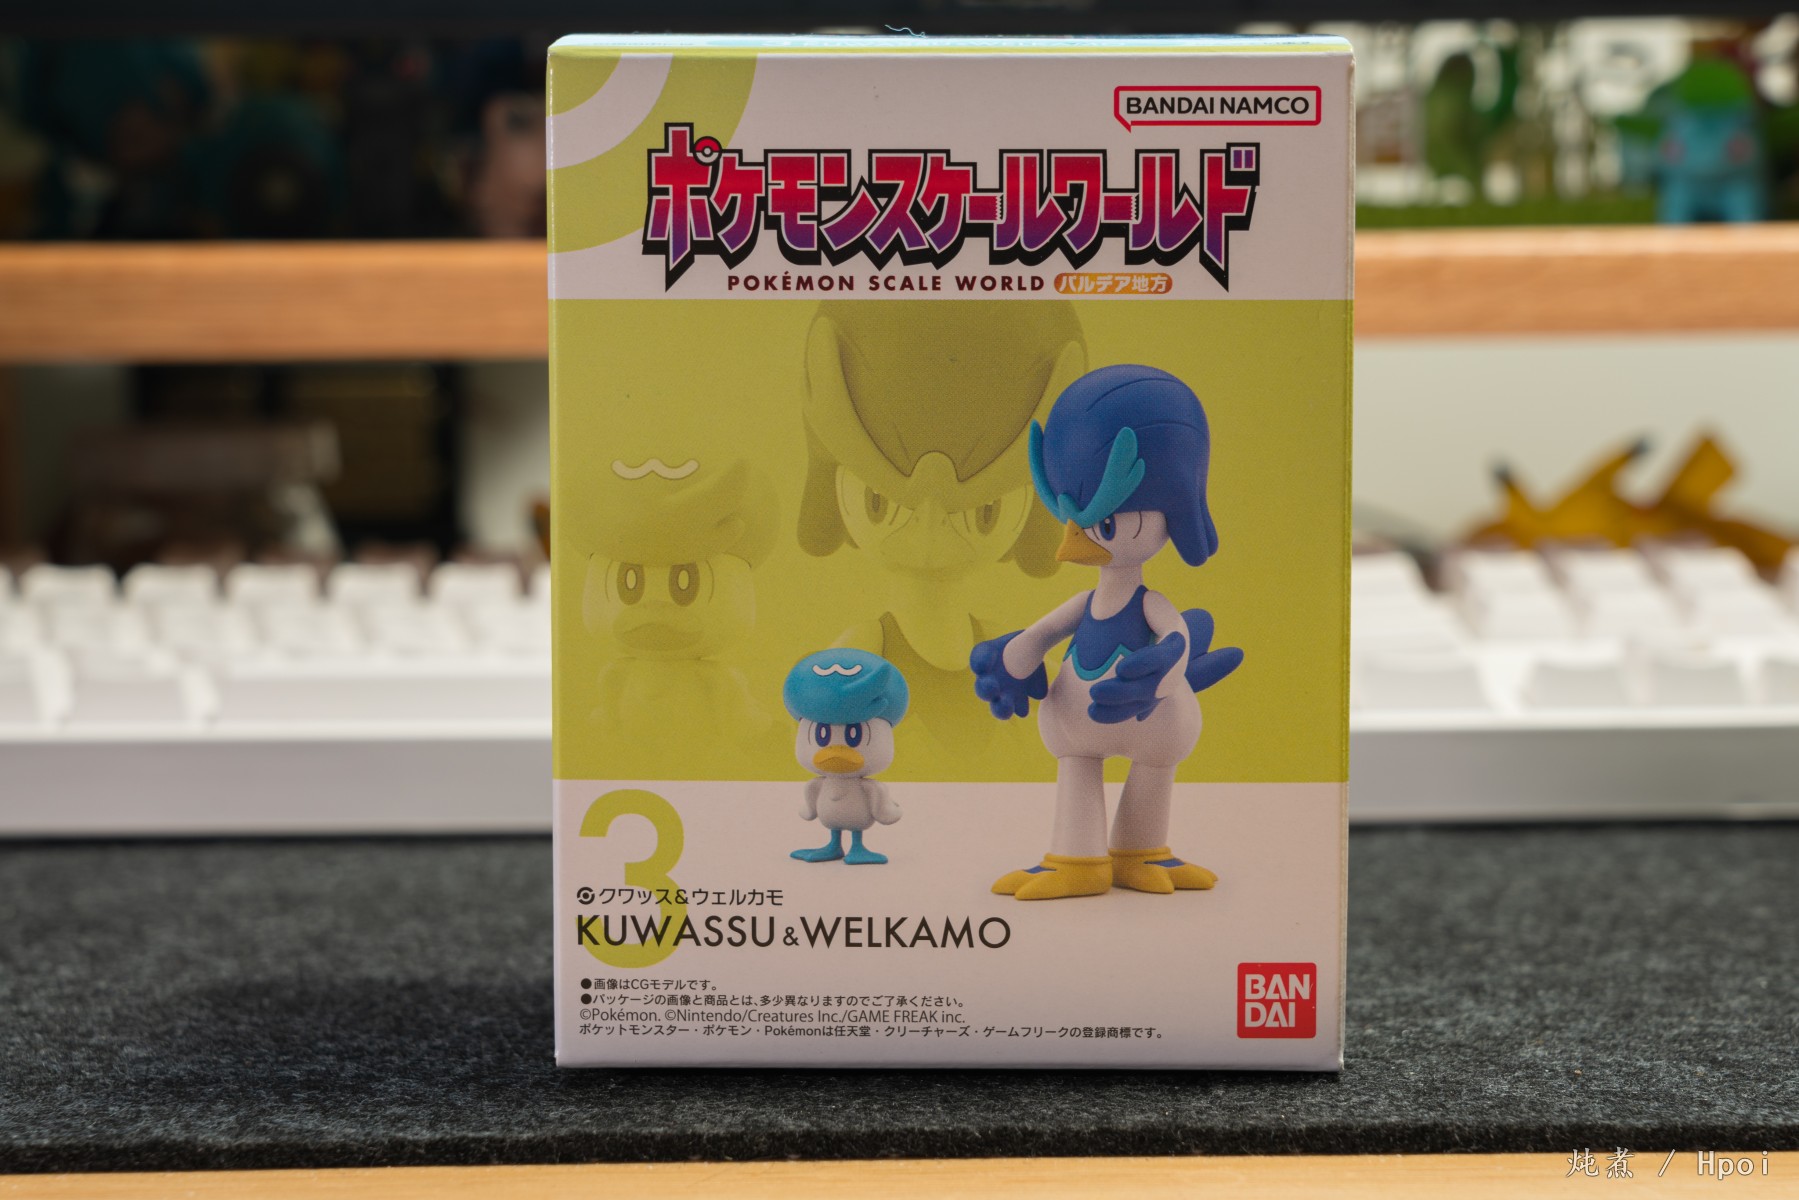 BANDAI NAMCO
ポケモンスケールワールド
POKÉMON SCALE WORLD パルデア地方
3
クワッス&ウェルカモ
KUWASSU & WELKAMO
●画像はCGモデルです。
●パッケージの画像と商品とは、多少異なりますのでご了承ください。
©Pokémon. ©Nintendo/Creatures Inc./GAME FREAK inc.
ポケットモンスター・ポケモン・Pokémonは任天堂・クリーチャーズ・ゲームフリークの登録商標です。
BAN
DAI
炖煮 / Hpoi